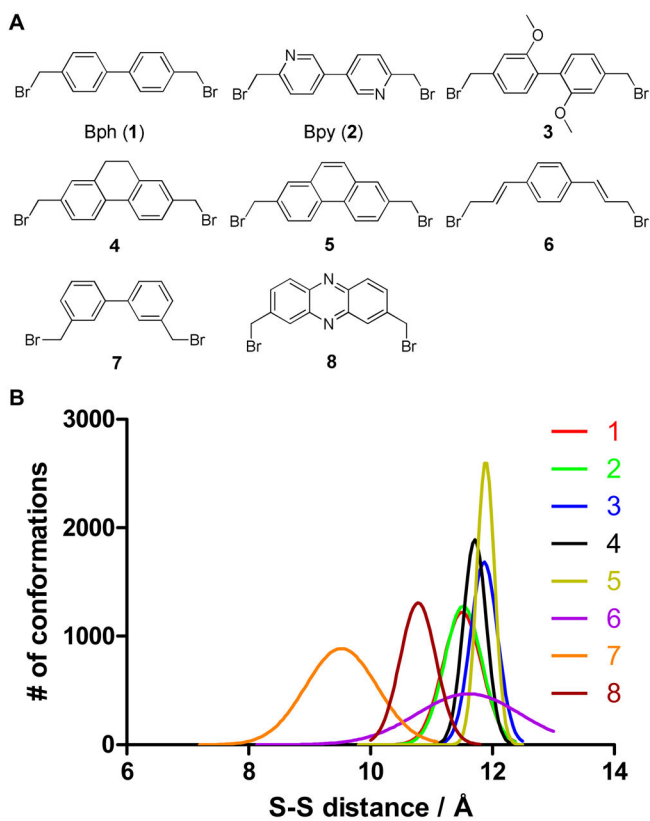 A
Br Br
Bph (1)
N
Br N Br
Bpy (2)
O
Br Br
O
3
Br Br
4
Br Br
5
Br Br
6
Br Br
7
N
N
Br Br
8
B
# of conformations
3000
2000
1000
0
6 8 10 12 14
S-S distance / Å
1
2
3
4
5
6
7
8